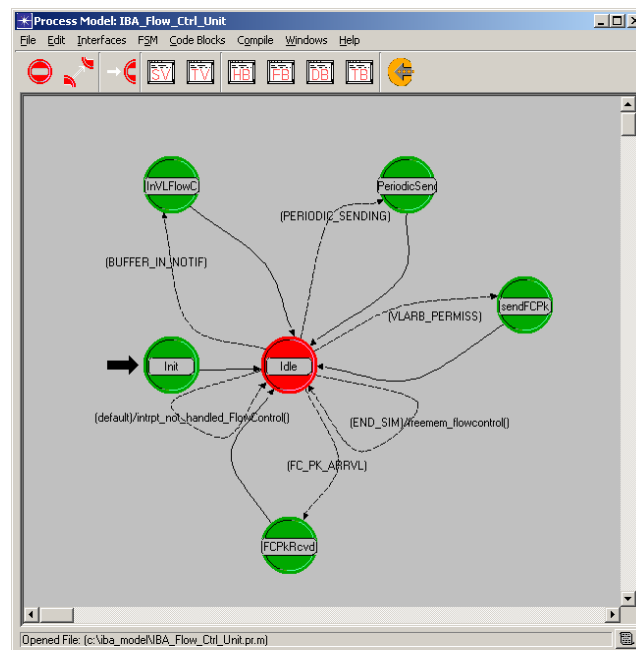 Process Model: IBA_Flow_Ctrl_Unit
File Edit Interfaces FSM Code Blocks Compile Windows Help
SV TV HB FB DB TB
InVLFlowC
PeriodicSend
(PERIODIC_SENDING)
(BUFFER_IN_NOTIF)
sendFCPk
(VLARB_PERMISS)
Init
Idle
(default)/intrpt_not_handled_FlowControl()
(END_SIM)/freemem_flowcontrol()
(FC_PK_ARRVL)
FCPkRcvd
Opened File: (c:\iba_model\IBA_Flow_Ctrl_Unit.pr.m)